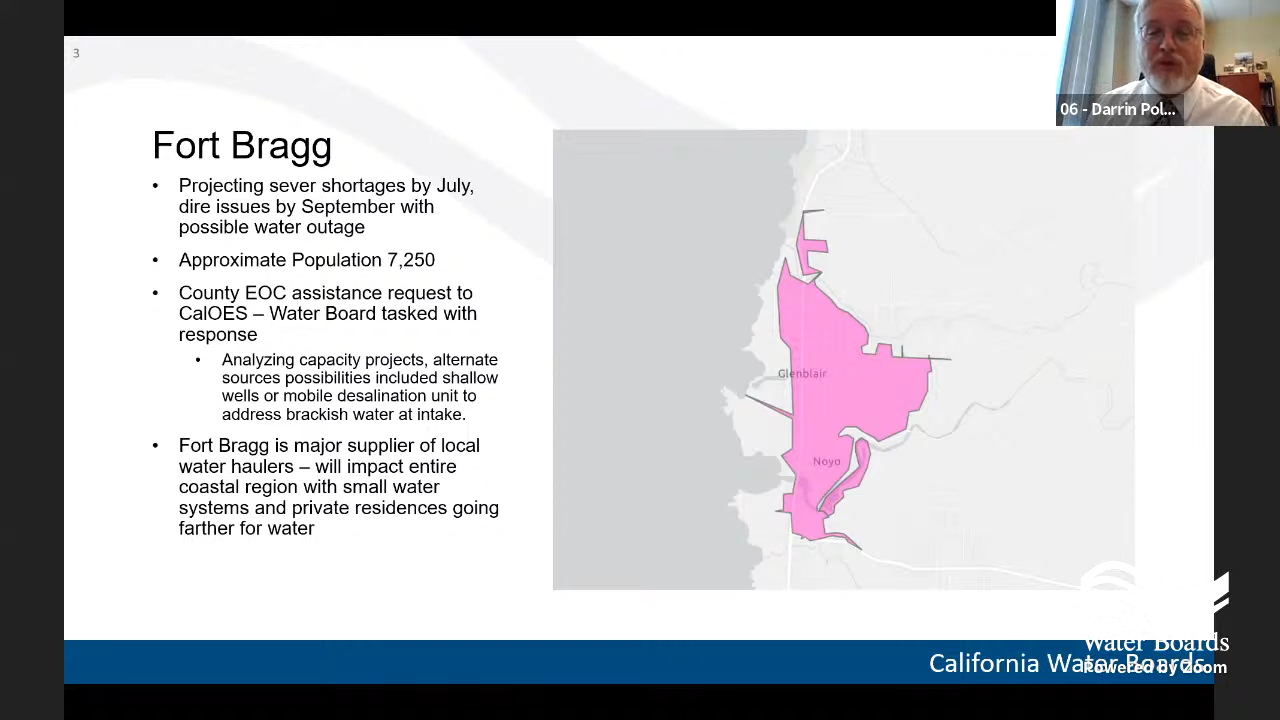 3
06 - Darrin Pol...
Fort Bragg
• Projecting sever shortages by July,
dire issues by September with
possible water outage
• Approximate Population 7,250
• County EOC assistance request to
CalOES – Water Board tasked with
response
• Analyzing capacity projects, alternate
sources possibilities included shallow
wells or mobile desalination unit to
address brackish water at intake.
• Fort Bragg is major supplier of local
water haulers – will impact entire
coastal region with small water
systems and private residences going
farther for water
Glenblair
Noyo
Water Boards
California Water Boards
Powered by Zoom